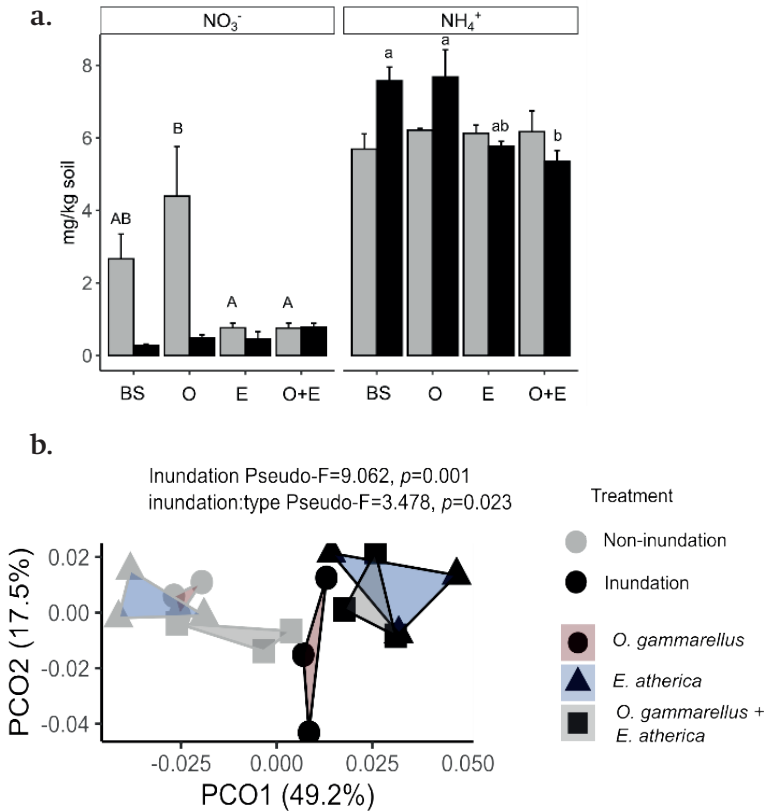 a.
NO₃⁻ NH₄⁺
mg/kg soil
8
6
4
2
0
AB B A A a a ab b
BS O E O+E BS O E O+E
b.
Inundation Pseudo-F=9.062, p=0.001
inundation:type Pseudo-F=3.478, p=0.023
PCO2 (17.5%)
0.02
0.00
-0.02
-0.04
-0.025 0.000 0.025 0.050
PCO1 (49.2%)
Treatment
Non-inundation
Inundation
O. gammarellus
E. atherica
O. gammarellus +
E. atherica